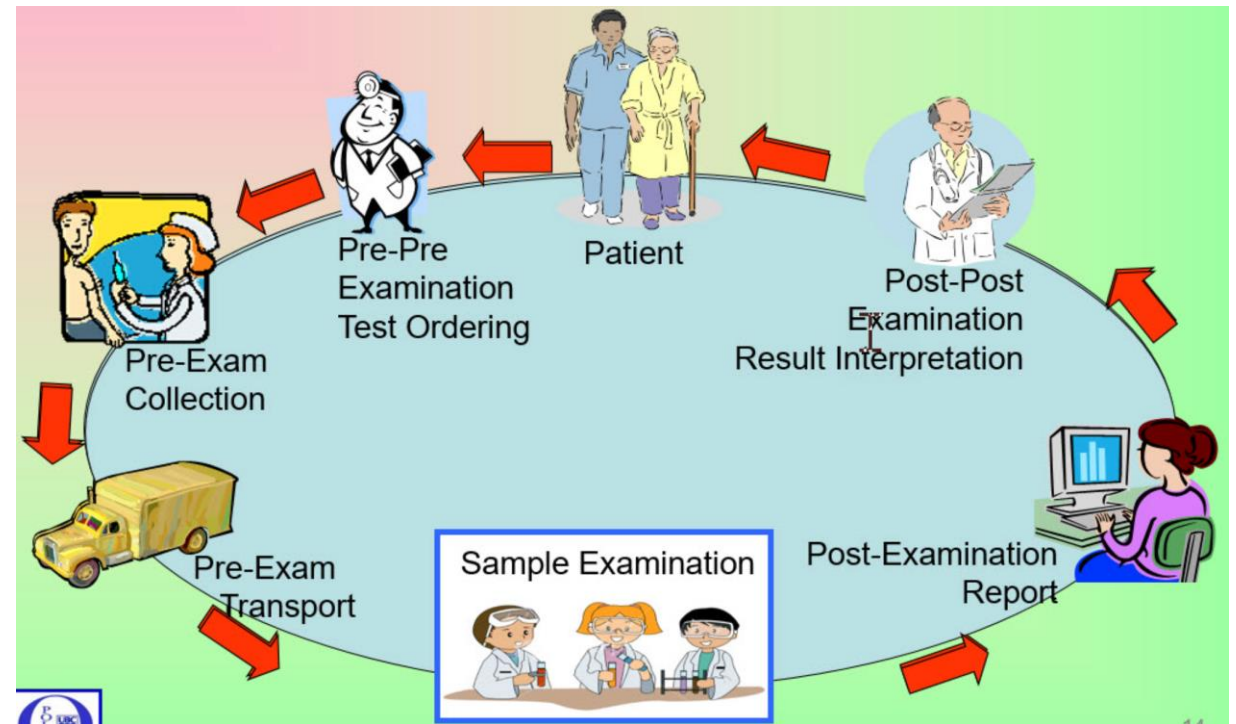 Patient
Pre-Pre
Examination
Test Ordering
Post-Post
Examination
Result Interpretation
Pre-Exam
Collection
Pre-Exam
Transport
Sample Examination
Post-Examination
Report
UBC